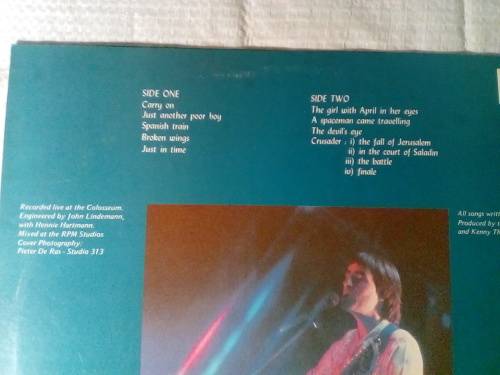 SIDE ONE
Carry on
Just another poor boy
Spanish train
Broken wings
Just in time
SIDE TWO
The girl with April in her eyes
A spaceman came travelling
The devil's eye
Crusader : i) the fall of Jerusalem
ii) in the court of Saladin
iii) the battle
iv) finale
Recorded live at the Colosseum.
Engineered by John Lindemann,
with Hennie Hartmann.
Mixed at the RPM Studios
Cover Photography:
Pieter De Ras - Studio 313
All songs
Produced by
and Kenny